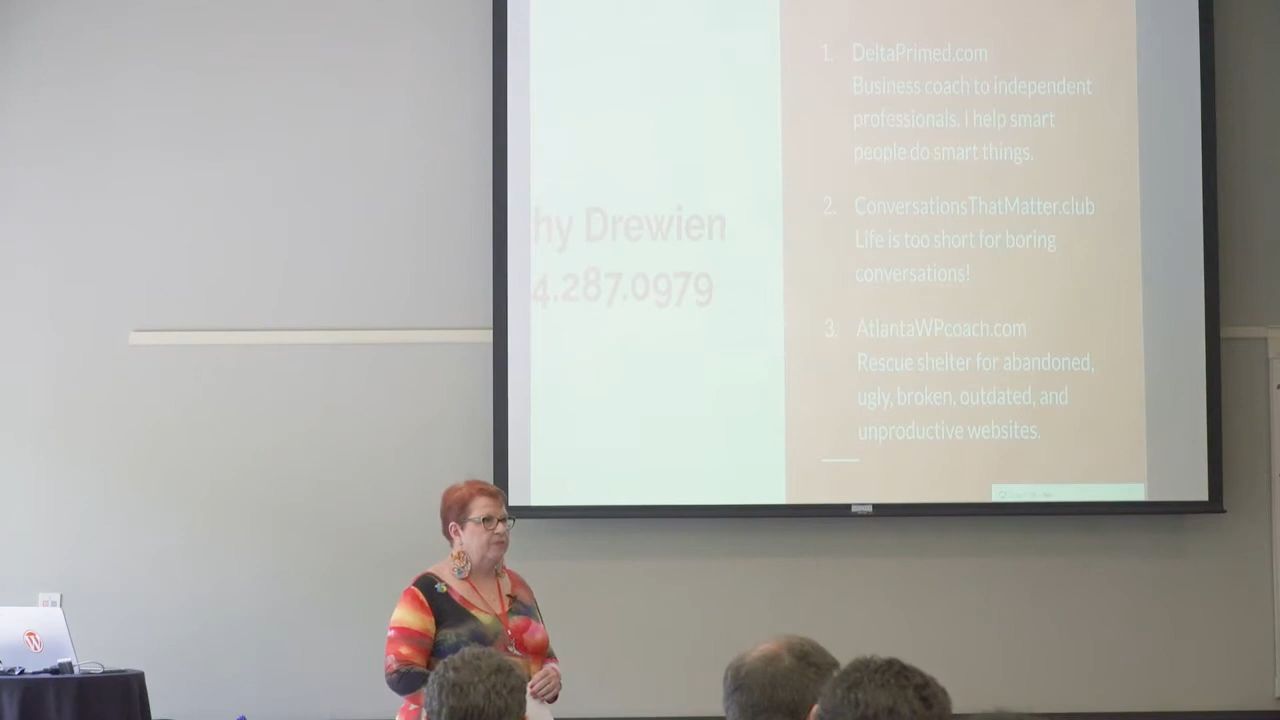 hy Drewien
4.287.0979
1. DeltaPrimed.com
Business coach to independent
professionals. I help smart
people do smart things.
2. ConversationsThatMatter.club
Life is too short for boring
conversations!
3. AtlantaWPcoach.com
Rescue shelter for abandoned,
ugly, broken, outdated, and
unproductive websites.